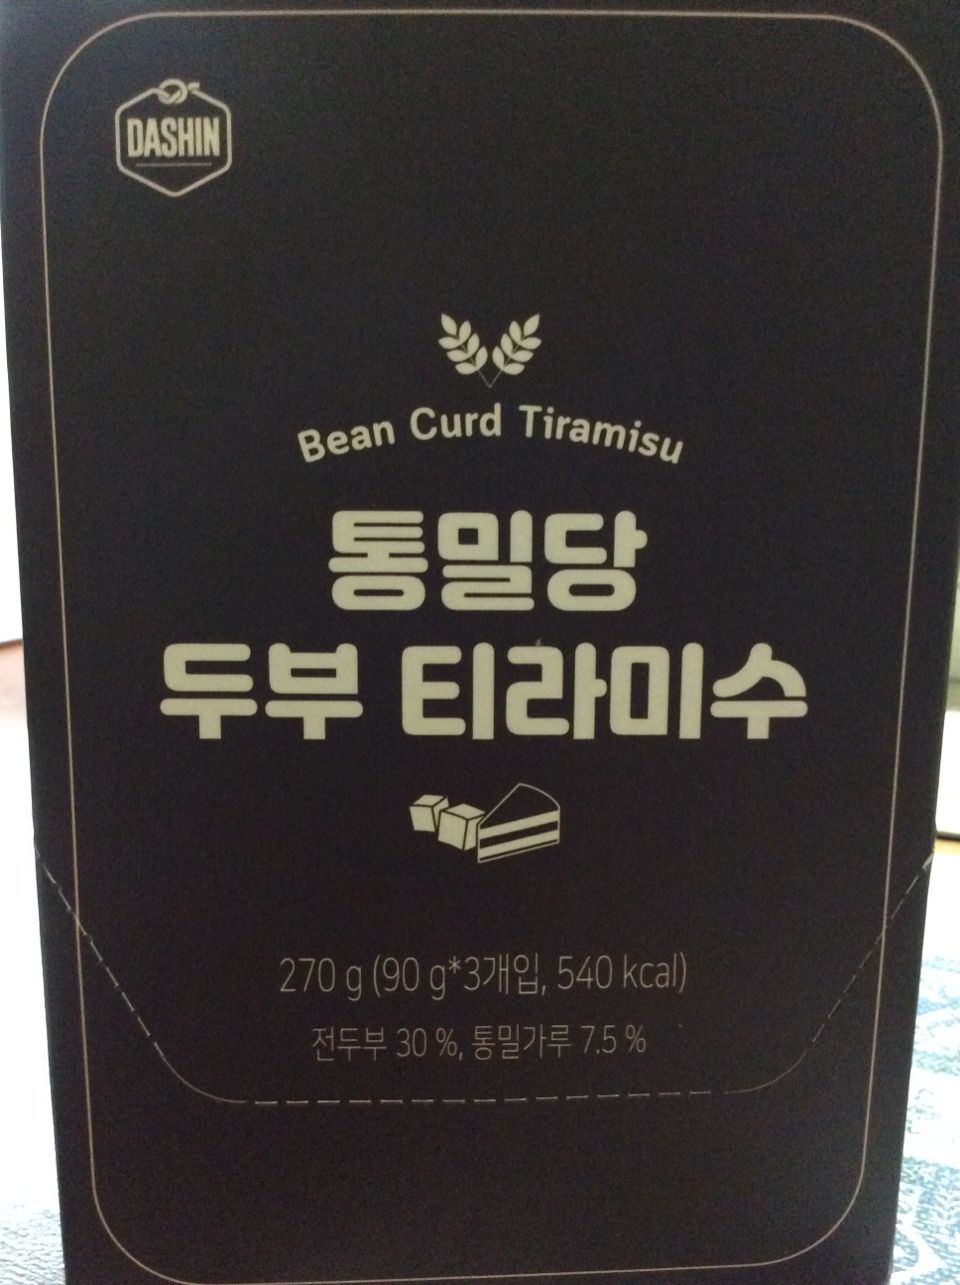 DASHIN
Bean Curd Tiramisu
통밀당
두부 티라미수
270 g (90 g*3개입, 540 kcal)
전두부 30 %, 통밀가루 7.5 %